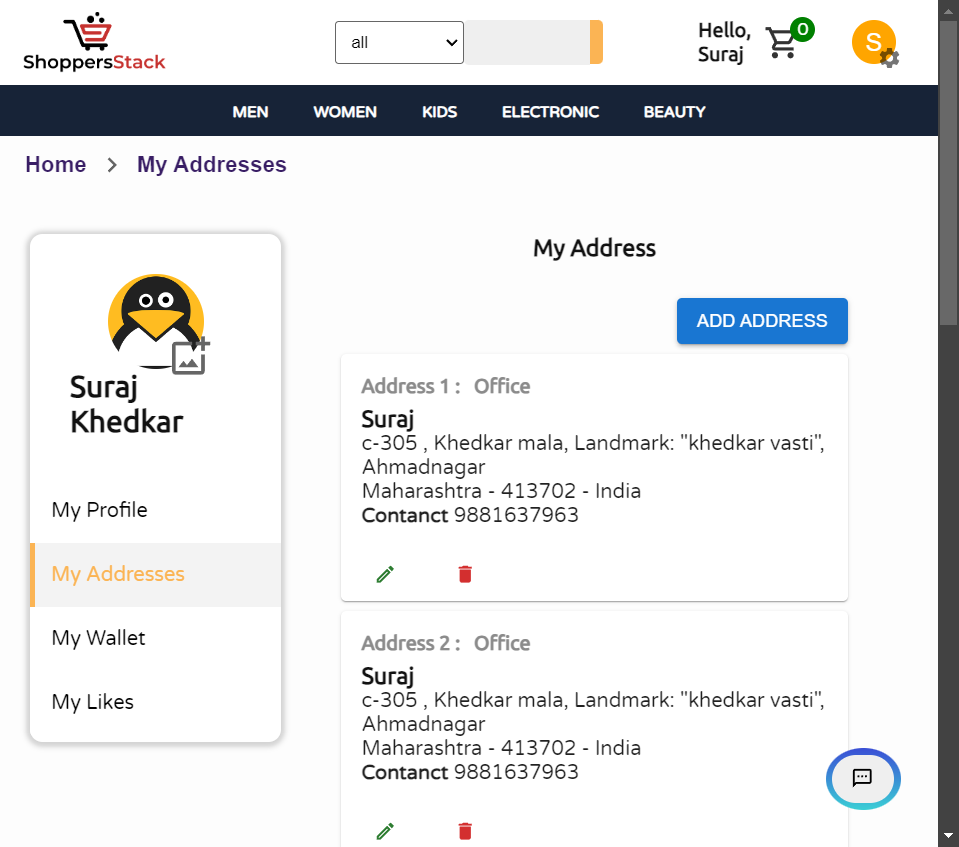 ShoppersStack
all
Hello,
Suraj
0
S
MEN WOMEN KIDS ELECTRONIC BEAUTY
Home > My Addresses
Suraj
Khedkar
My Profile
My Addresses
My Wallet
My Likes
My Address
ADD ADDRESS
Address 1 : Office
Suraj
c-305 , Khedkar mala, Landmark: "khedkar vasti",
Ahmadnagar
Maharashtra - 413702 - India
Contanct 9881637963
Address 2 : Office
Suraj
c-305 , Khedkar mala, Landmark: "khedkar vasti",
Ahmadnagar
Maharashtra - 413702 - India
Contanct 9881637963